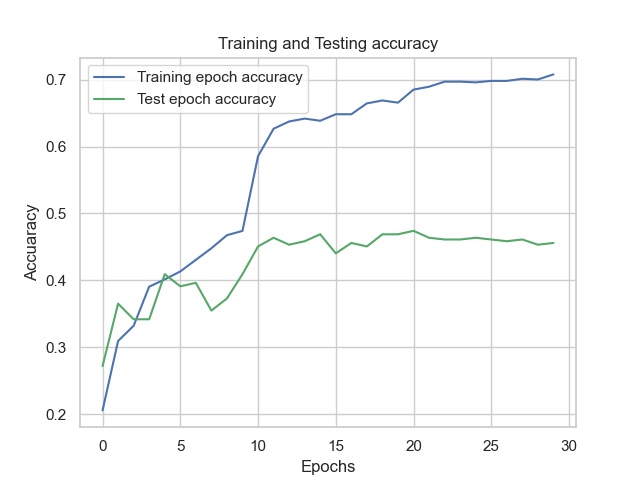 Training and Testing accuracy
Training epoch accuracy
Test epoch accuracy
0.7
0.6
0.5
0.4
0.3
0.2
Accuaracy
0 5 10 15 20 25 30
Epochs